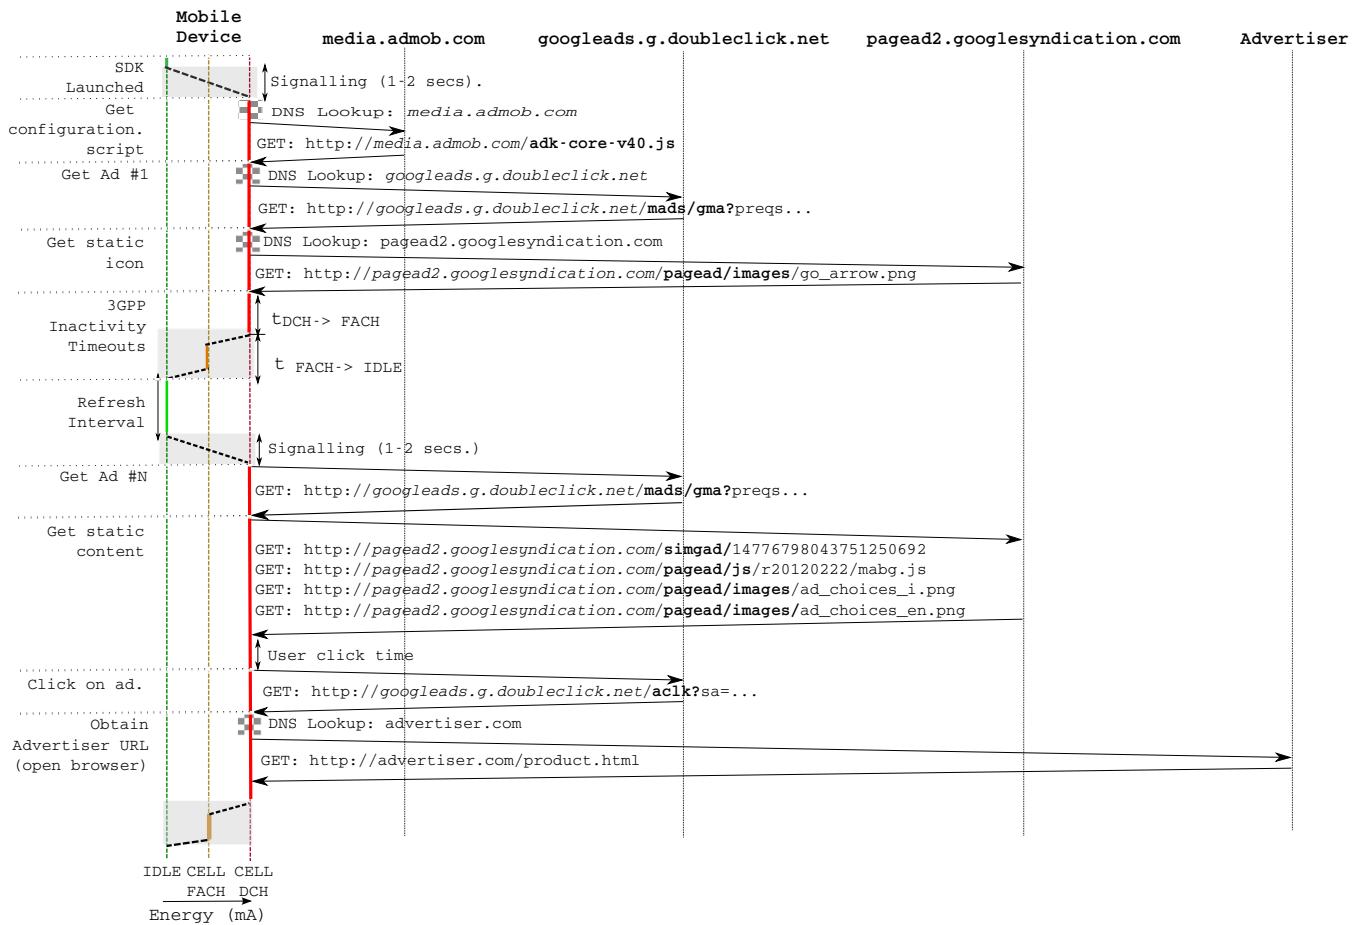 Mobile
Device
media.admob.com
googleads.g.doubleclick.net
pagead2.googlesyndication.com
Advertiser
SDK
Launched
Signalling (1-2 secs).
Get
configuration.
script
DNS Lookup: media.admob.com
GET: http://media.admob.com/adk-core-v40.js
Get Ad #1
DNS Lookup: googleads.g.doubleclick.net
GET: http://googleads.g.doubleclick.net/mads/gma?preqs...
Get static
icon
DNS Lookup: pagead2.googlesyndication.com
GET: http://pagead2.googlesyndication.com/pagead/images/go_arrow.png
3GPP
Inactivity
Timeouts
tDCH-> FACH
t FACH-> IDLE
Refresh
Interval
Signalling (1-2 secs.)
Get Ad #N
GET: http://googleads.g.doubleclick.net/mads/gma?preqs...
Get static
content
GET: http://pagead2.googlesyndication.com/simgad/14776798043751250692
GET: http://pagead2.googlesyndication.com/pagead/js/r20120222/mabg.js
GET: http://pagead2.googlesyndication.com/pagead/images/ad_choices_i.png
GET: http://pagead2.googlesyndication.com/pagead/images/ad_choices_en.png
User click time
Click on ad.
GET: http://googleads.g.doubleclick.net/aclk?sa=...
Obtain
Advertiser URL
(open browser)
DNS Lookup: advertiser.com
GET: http://advertiser.com/product.html
IDLE CELL CELL
FACH DCH
Energy (mA)